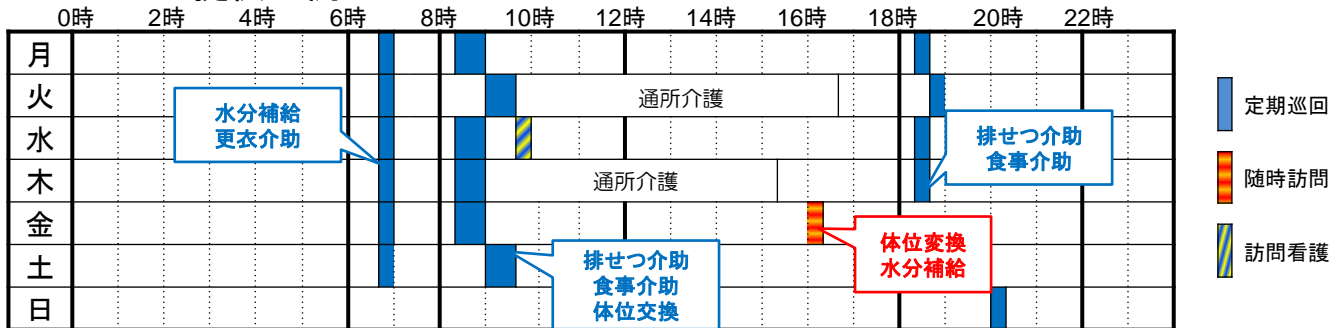 0時 2時 4時 6時 8時 10時 12時 14時 16時 18時 20時 22時
月
火 通所介護
水
木 通所介護
金
土
日
水分補給
更衣介助
排せつ介助
食事介助
体位変換
水分補給
排せつ介助
食事介助
体位交換
定期巡回
随時訪問
訪問看護